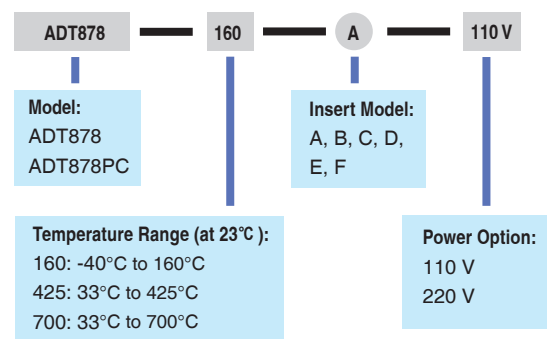 ADT878 160 A 110 V
Model:
ADT878
ADT878PC
Insert Model:
A, B, C, D,
E, F
Temperature Range (at 23°C ):
160: -40°C to 160°C
425: 33°C to 425°C
700: 33°C to 700°C
Power Option:
110 V
220 V